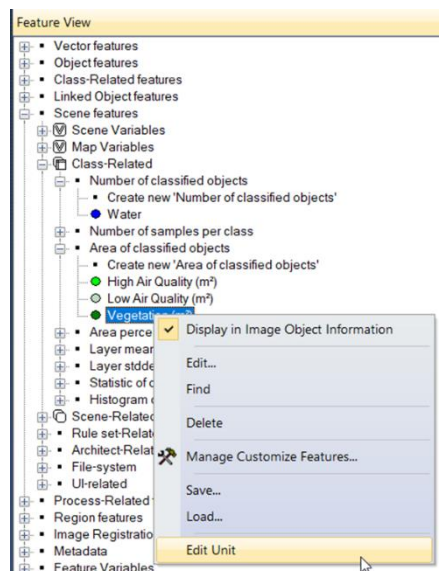 Feature View
Vector features
Object features
Class-Related features
Linked Object features
Scene features
Scene Variables
Map Variables
Class-Related
Number of classified objects
Create new 'Number of classified objects'
Water
Number of samples per class
Area of classified objects
Create new 'Area of classified objects'
High Air Quality (m²)
Low Air Quality (m²)
Vegetation (m²)
Display in Image Object Information
Area perce
Layer mear
Edit...
Layer stdde
Find
Statistic of c
Histogram c
Delete
Scene-Related
Rule set-Relat
Manage Customize Features...
Architect-Relat
File-system
Save...
UI-related
Process-Related
Load...
Region features
Image Registratio
Metadata
Edit Unit
Feature Variables